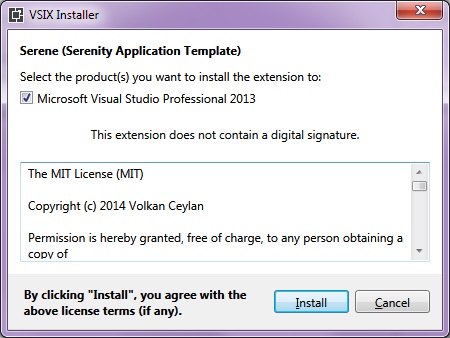 VSIX Installer
Serene (Serenity Application Template)
Select the product(s) you want to install the extension to:
Microsoft Visual Studio Professional 2013
This extension does not contain a digital signature.
The MIT License (MIT)
Copyright (c) 2014 Volkan Ceylan
Permission is hereby granted, free of charge, to any person obtaining a
copy of
By clicking "Install", you agree with the
above license terms (if any).
Install
Cancel